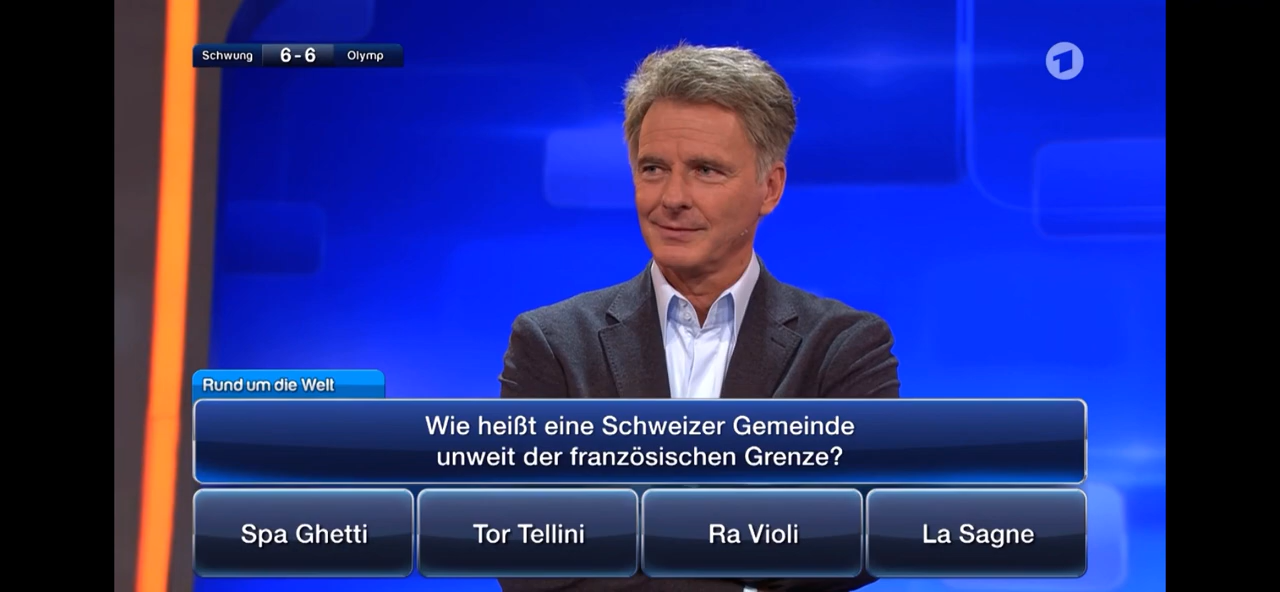 Schwung 6-6 Olymp
1
Rund um die Welt
Wie heißt eine Schweizer Gemeinde
unweit der französischen Grenze?
Spa Ghetti
Tor Tellini
Ra Violi
La Sagne